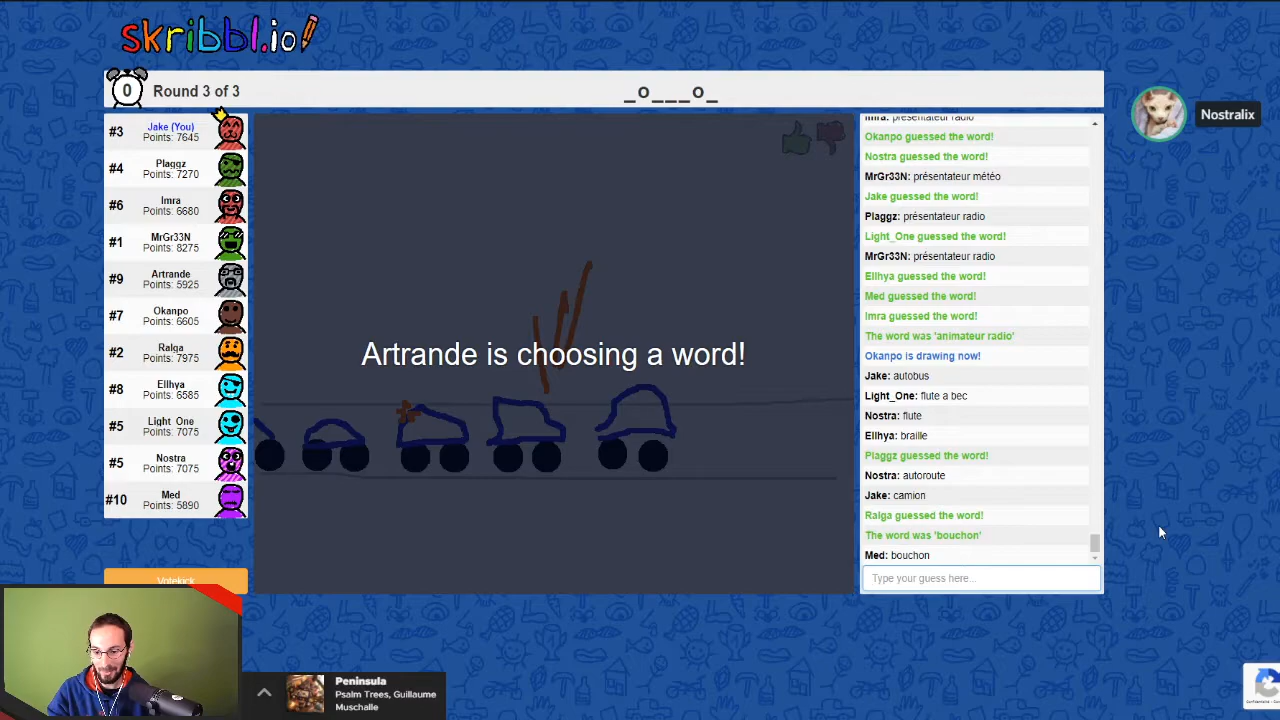 skribbl.io
0
Round 3 of 3
_o___o_
Nostralix
#3
Jake (You)
Points: 7645
#4
Plaggz
Points: 7270
#6
Imra
Points: 6680
#1
MrGr33N
Points: 8275
#9
Artrande
Points: 5925
#7
Okanpo
Points: 6605
#2
Ralga
Points: 7975
#8
Ellhya
Points: 6585
#5
Light_One
Points: 7075
#5
Nostra
Points: 7075
#10
Med
Points: 5890
Votekick
Artrande is choosing a word!
Imra: présentateur radio
Okanpo guessed the word!
Nostra guessed the word!
MrGr33N: présentateur météo
Jake guessed the word!
Plaggz: présentateur radio
Light_One guessed the word!
MrGr33N: présentateur radio
Ellhya guessed the word!
Med guessed the word!
Imra guessed the word!
The word was 'animateur radio'
Okanpo is drawing now!
Jake: autobus
Light_One: flute a bec
Nostra: flute
Ellhya: braille
Plaggz guessed the word!
Nostra: autoroute
Jake: camion
Ralga guessed the word!
The word was 'bouchon'
Med: bouchon
Type your guess here...
Peninsula
Psalm Trees, Guillaume
Muschalle